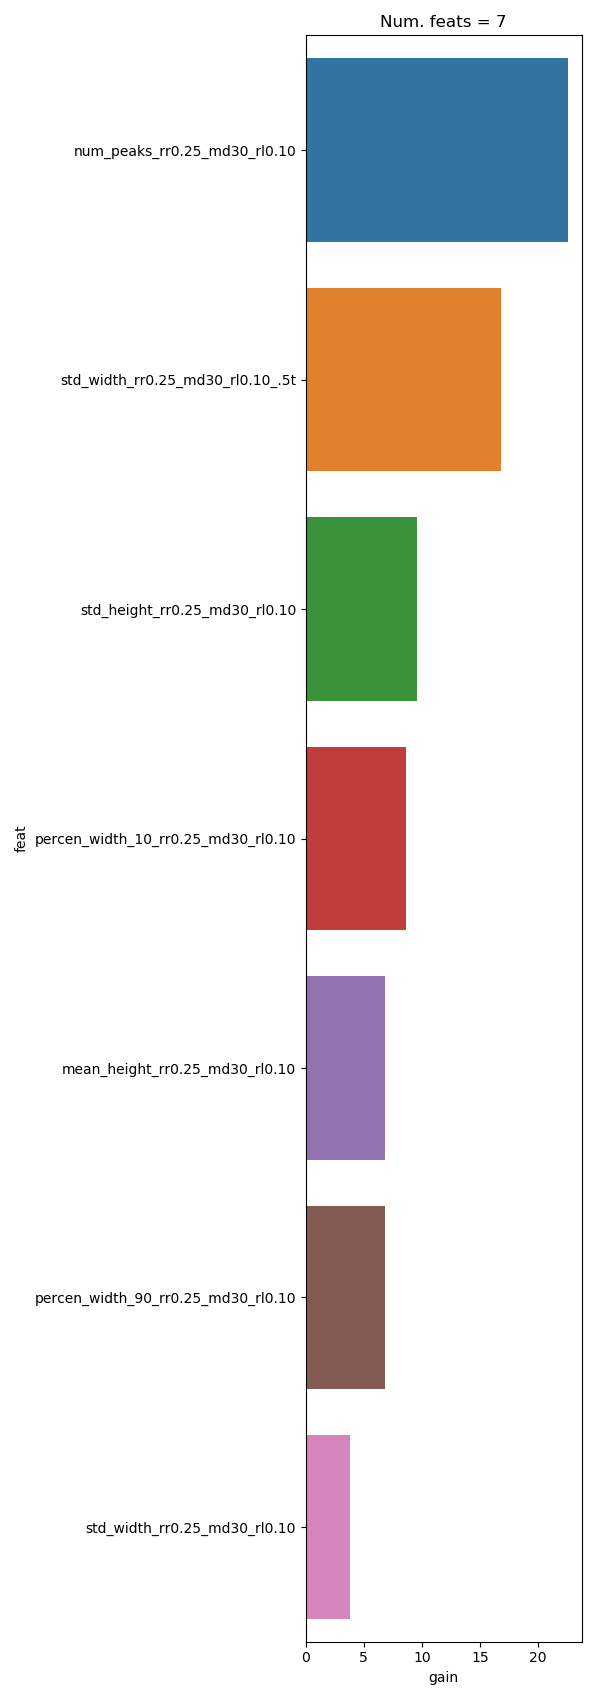 Num. feats = 7
num_peaks_rr0.25_md30_rl0.10
std_width_rr0.25_md30_rl0.10_.5t
std_height_rr0.25_md30_rl0.10
percen_width_10_rr0.25_md30_rl0.10
feat
mean_height_rr0.25_md30_rl0.10
percen_width_90_rr0.25_md30_rl0.10
std_width_rr0.25_md30_rl0.10
0 5 10 15 20
gain